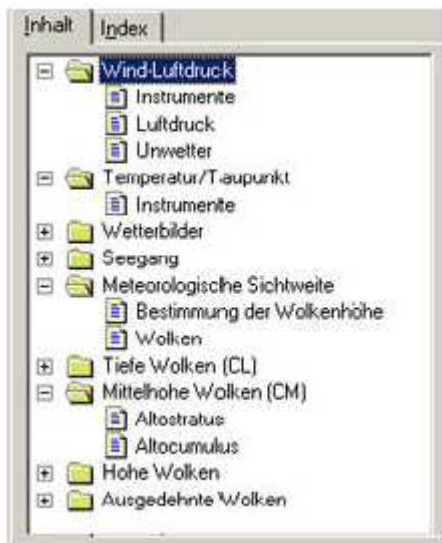 Inhalt Index
Wind-Luftdruck
Instrumente
Luftdruck
Unwetter
Temperatur/Taupunkt
Instrumente
Wetterbilder
Seegang
Meteorologische Sichtweite
Bestimmung der Wolkenhöhe
Wolken
Tiefe Wolken (CL)
Mittelhohe Wolken (CM)
Altostratus
Altocumulus
Hohe Wolken
Ausgedehnte Wolken